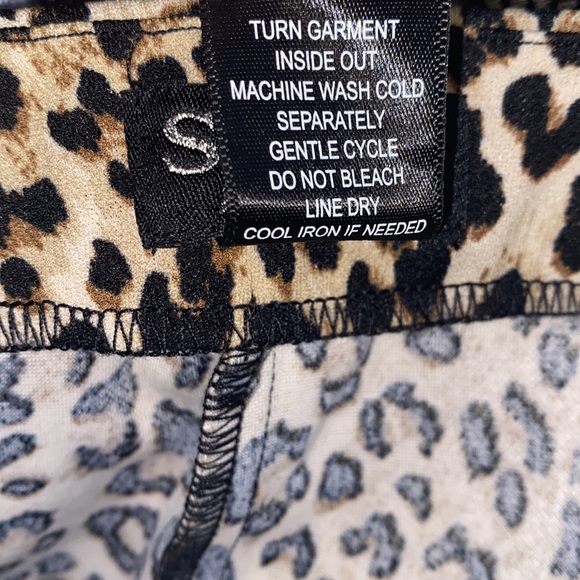 TURN GARMENT
INSIDE OUT
MACHINE WASH COLD
SEPARATELY
GENTLE CYCLE
DO NOT BLEACH
LINE DRY
COOL IRON IF NEEDED
S